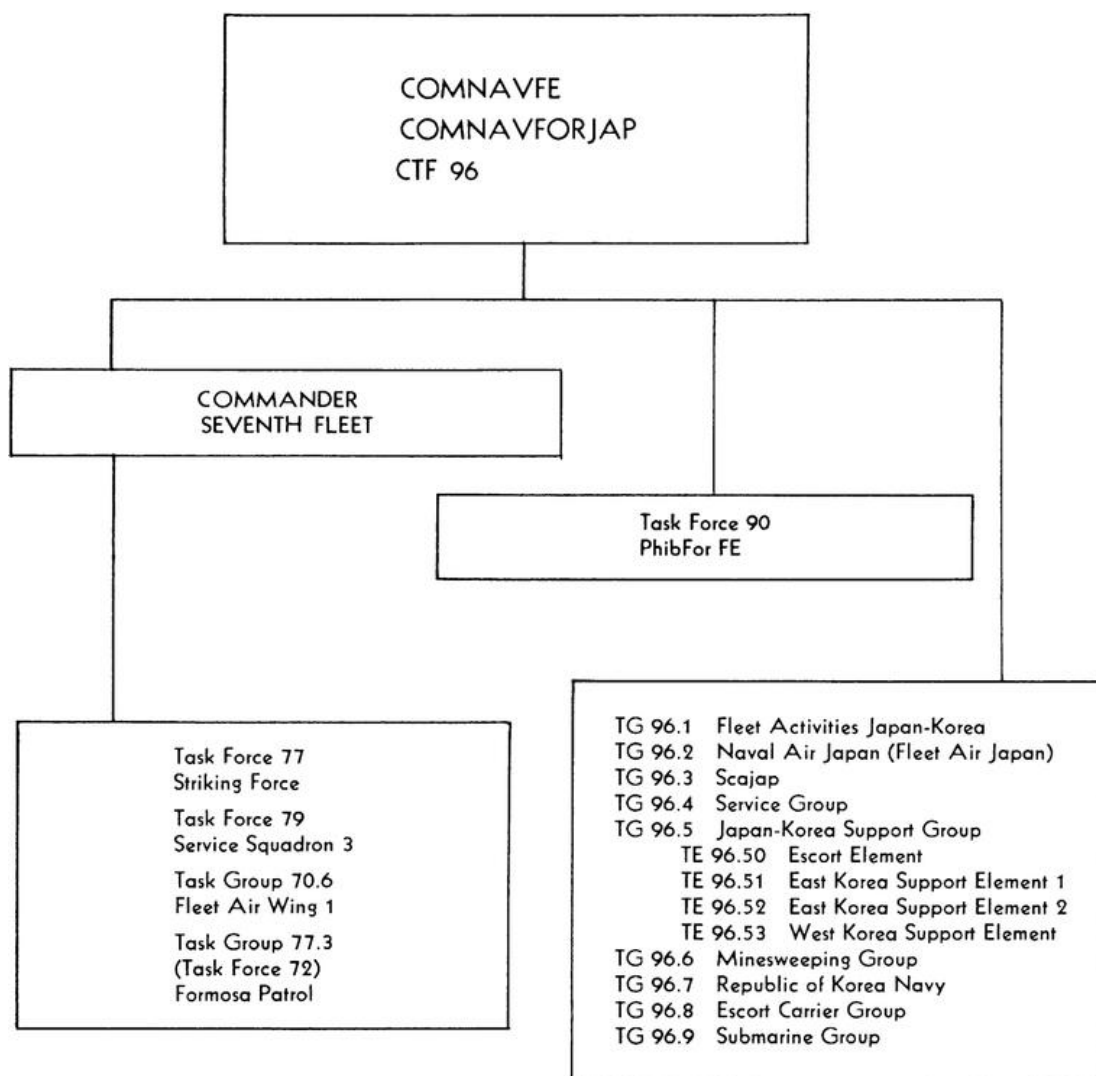 COMNAVFE
COMNAVFORJAP
CTF 96
COMMANDER
SEVENTH FLEET
Task Force 90
PhibFor FE
Task Force 77
Striking Force
Task Force 79
Service Squadron 3
Task Group 70.6
Fleet Air Wing 1
Task Group 77.3
(Task Force 72)
Formosa Patrol
TG 96.1 Fleet Activities Japan-Korea
TG 96.2 Naval Air Japan (Fleet Air Japan)
TG 96.3 Scajap
TG 96.4 Service Group
TG 96.5 Japan-Korea Support Group
TE 96.50 Escort Element
TE 96.51 East Korea Support Element 1
TE 96.52 East Korea Support Element 2
TE 96.53 West Korea Support Element
TG 96.6 Minesweeping Group
TG 96.7 Republic of Korea Navy
TG 96.8 Escort Carrier Group
TG 96.9 Submarine Group